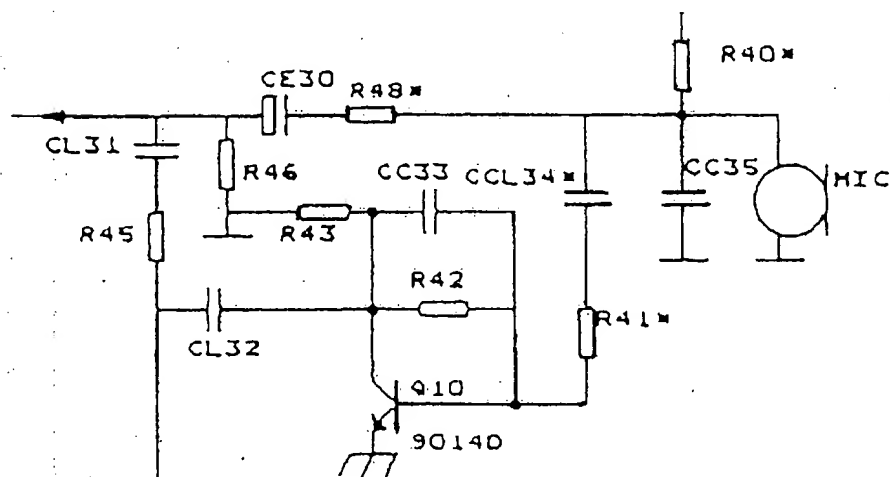 R40*
CE30
R48*
CL31
R46
CC33
CCL34*
CC35
MIC
R45
R43
R42
R41*
CL32
Q10
9014D